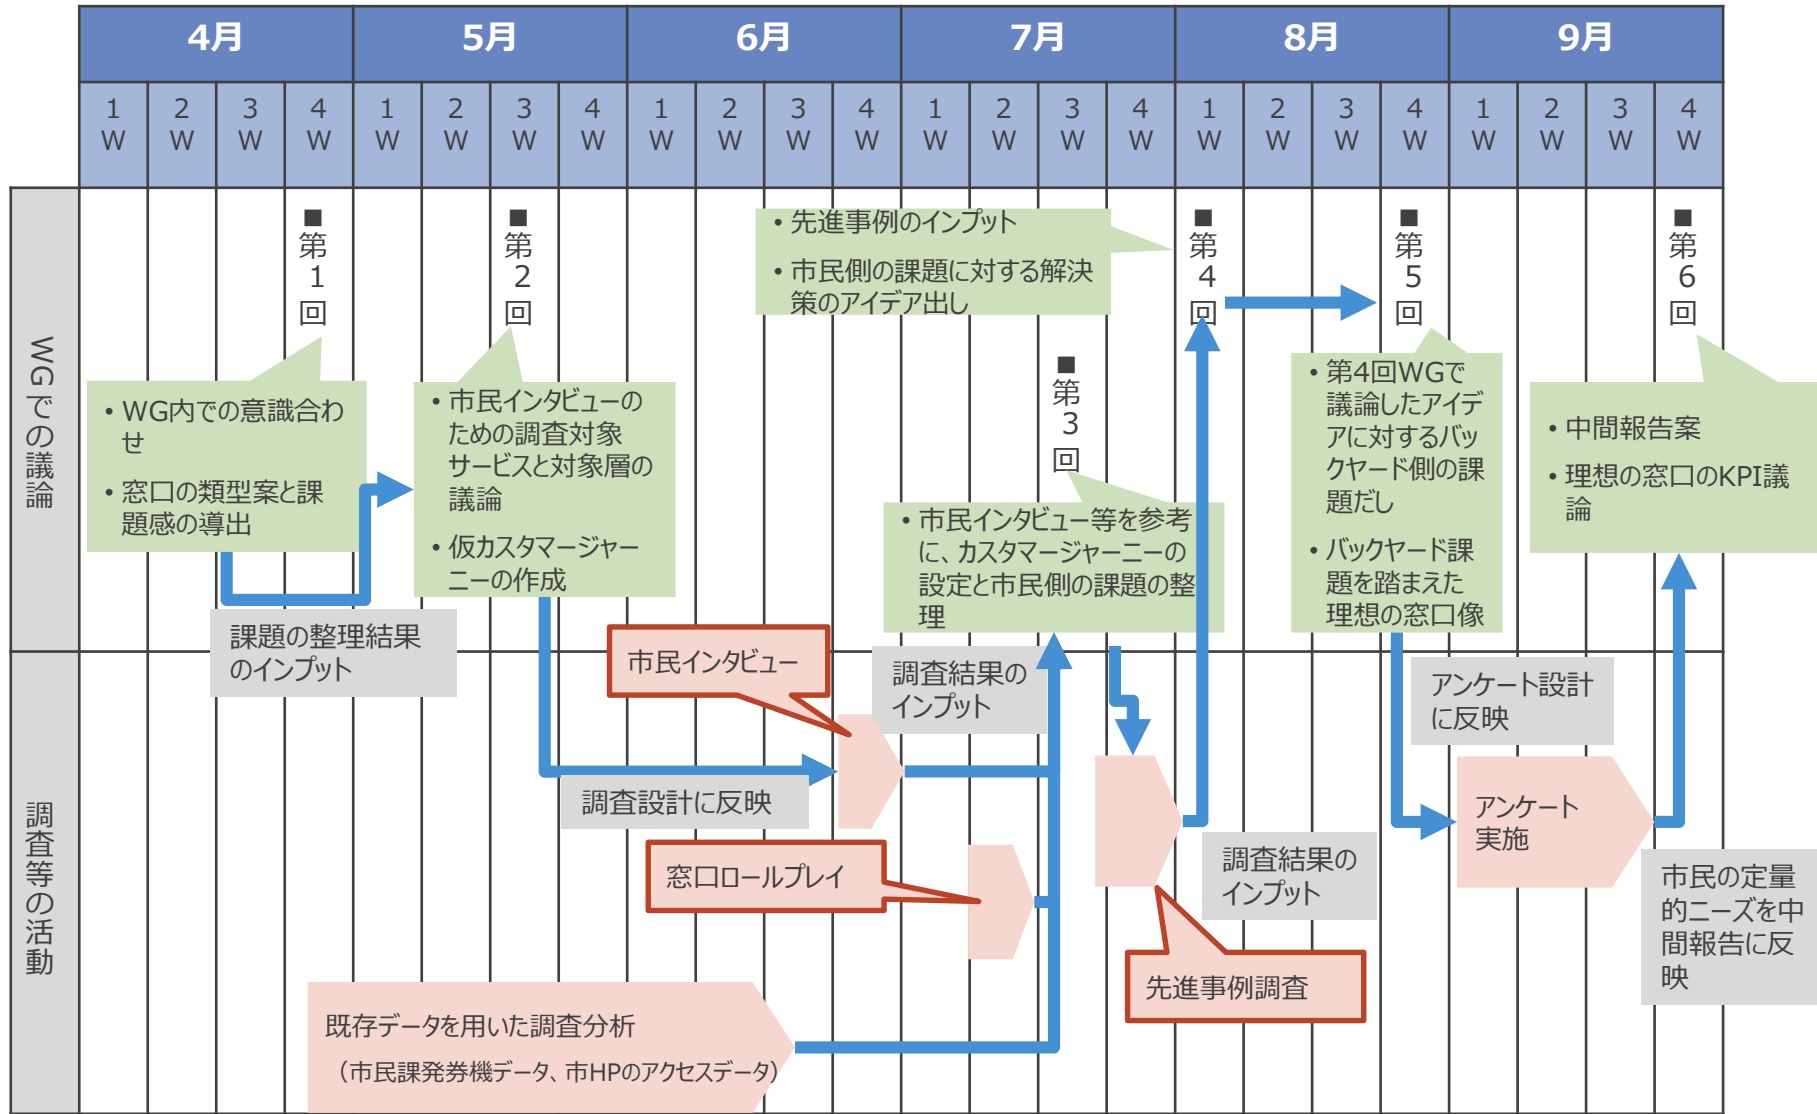 4月
5月
6月
7月
8月
9月
1
W
2
W
3
W
4
W
1
W
2
W
3
W
4
W
1
W
2
W
3
W
4
W
1
W
2
W
3
W
4
W
1
W
2
W
3
W
4
W
1
W
2
W
3
W
4
W
WGでの議論
■第1回
■第2回
■第3回
■第4回
■第5回
■第6回
• WG内での意識合わ
せ
• 窓口の類型案と課
題感の導出
• 市民インタビューの
ための調査対象
サービスと対象層の
議論
• 仮カスタマージャー
ニーの作成
• 先進事例のインプット
• 市民側の課題に対する解決
策のアイデア出し
• 市民インタビュー等を参考
に、カスタマージャーニーの
設定と市民側の課題の整
理
• 第4回WGで
議論したアイデ
アに対するバッ
クヤード側の課
題だし
• バックヤード課
題を踏まえた
理想の窓口像
• 中間報告案
• 理想の窓口のKPI議
論
課題の整理結果
のインプット
調査等の活動
市民インタビュー
調査結果の
インプット
調査設計に反映
窓口ロールプレイ
先進事例調査
調査結果の
インプット
アンケート設計
に反映
アンケート
実施
市民の定量
的ニーズを中
間報告に反
映
既存データを用いた調査分析
（市民課発券機データ、市HPのアクセスデータ）